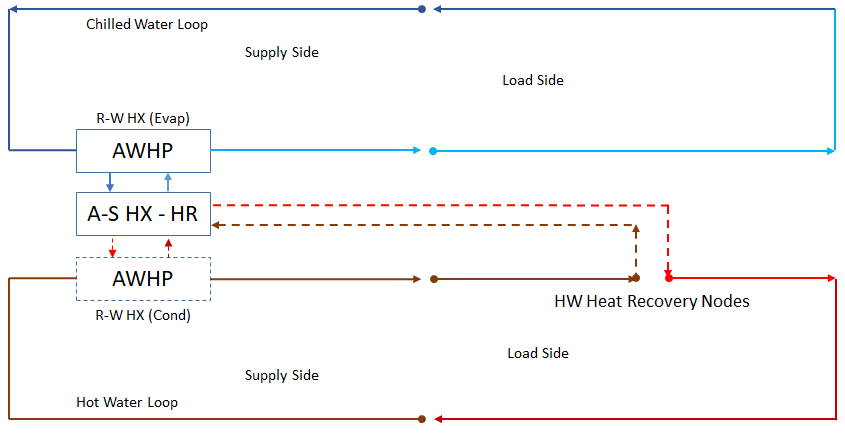 Chilled Water Loop
Supply Side
Load Side
R-W HX (Evap)
AWHP
A-S HX - HR
AWHP
R-W HX (Cond)
HW Heat Recovery Nodes
Load Side
Supply Side
Hot Water Loop